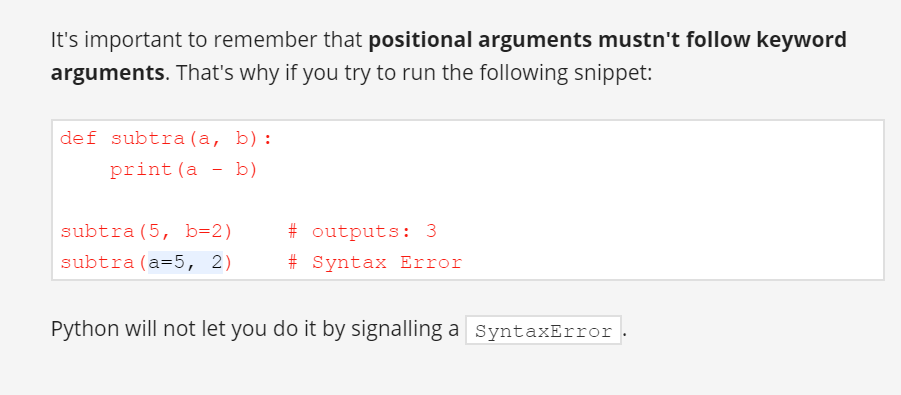 It's important to remember that positional arguments mustn't follow keyword
arguments. That's why if you try to run the following snippet:
def subtra(a, b):
    print(a - b)
subtra(5, b=2)    # outputs: 3
subtra(a=5, 2)    # Syntax Error
Python will not let you do it by signalling a SyntaxError.